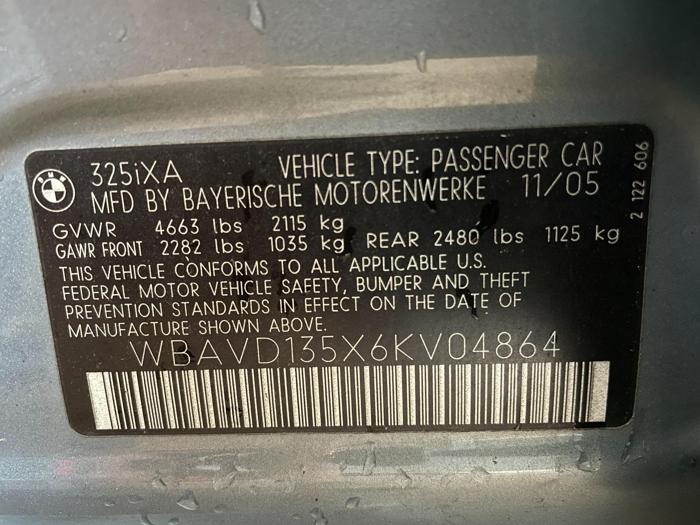 BMW
325iXA VEHICLE TYPE: PASSENGER CAR
MFD BY BAYERISCHE MOTORENWERKE 11/05
GVWR 4663 lbs 2115 kg
GAWR FRONT 2282 lbs 1035 kg REAR 2480 lbs 1125 kg
THIS VEHICLE CONFORMS TO ALL APPLICABLE U.S.
FEDERAL MOTOR VEHICLE SAFETY, BUMPER AND THEFT
PREVENTION STANDARDS IN EFFECT ON THE DATE OF
MANUFACTURE SHOWN ABOVE.
WBAVD135X6KV04864
2 122 606